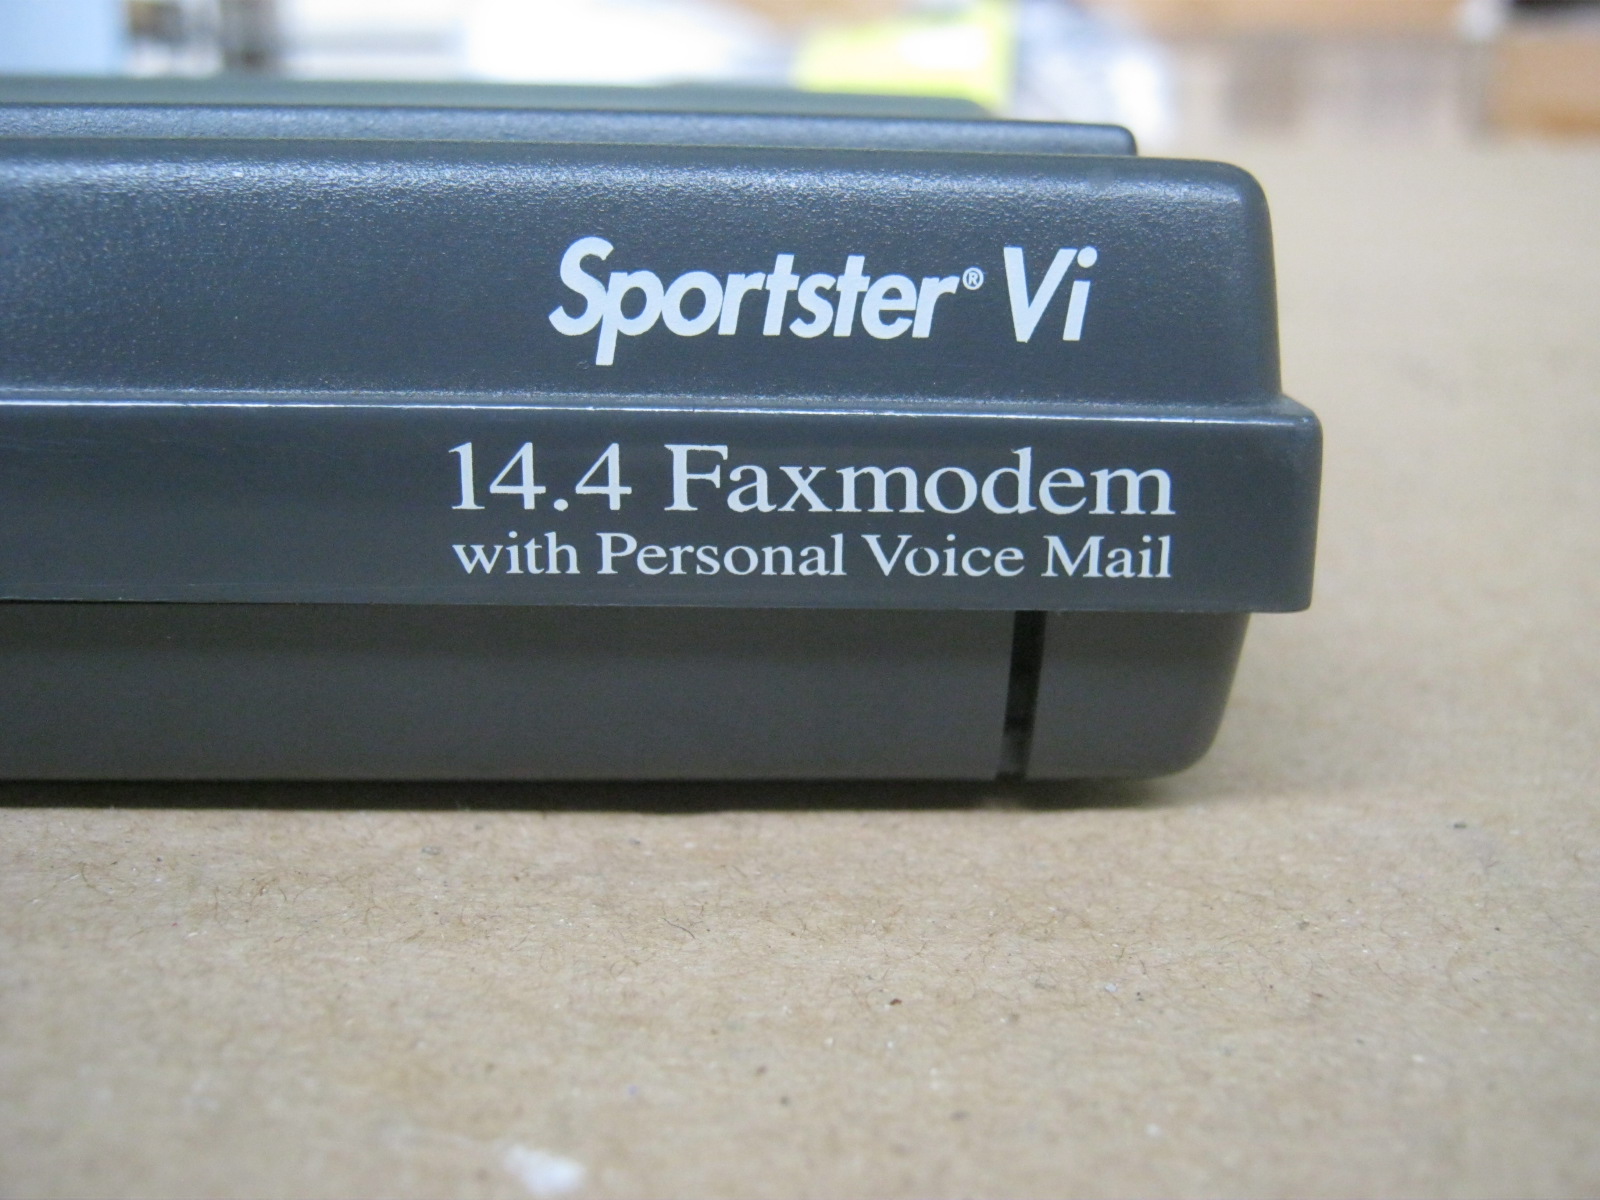 Sportster® Vi
14.4 Faxmodem
with Personal Voice Mail